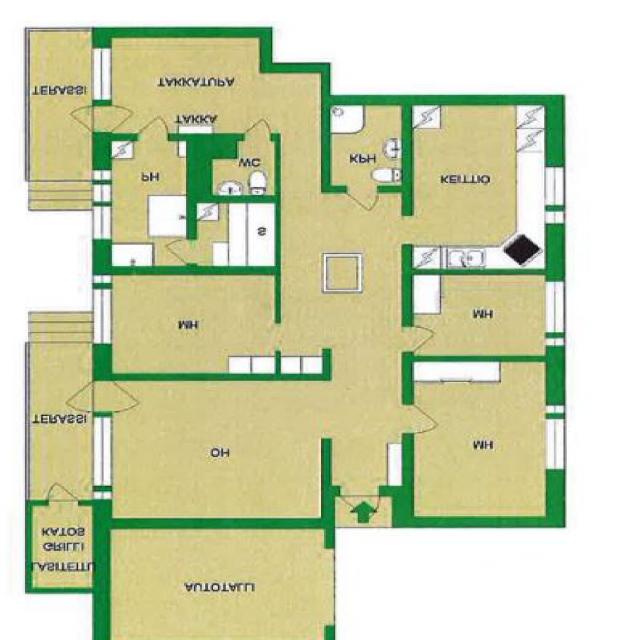 TERASSI
TAKKATUPA
TAKKA
PH
WC
KPH
KEITTIÖ
S
MH
MH
TERASSI
OH
MH
LASITETTU
GRILLI
KATOS
AUTOTALLI